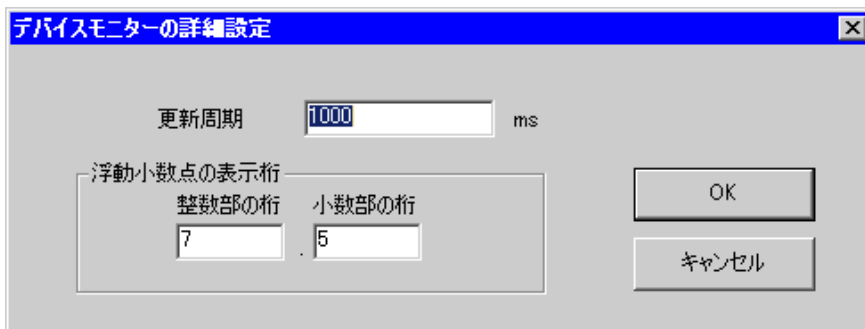 デバイスモニターの詳細設定
更新周期 1000 ms
浮動小数点の表示桁
整数部の桁 小数部の桁
7 . 5
OK
キャンセル